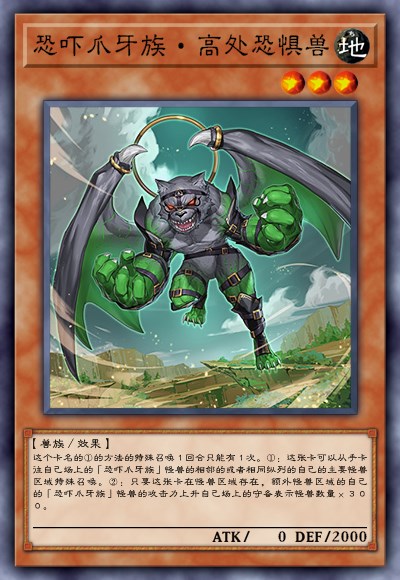 恐吓爪牙族・高处恐惧兽
地
【兽族／效果】
这个卡名的①的方法的特殊召唤1回合只能有1次。①：这张卡可以从手卡
往自己场上的「恐吓爪牙族」怪兽的相邻的或者相同纵列的自己的主要怪兽
区域特殊召唤。②：只要这张卡在怪兽区域存在，额外怪兽区域的自己
的「恐吓爪牙族」怪兽的攻击力上升自己场上的守备表示怪兽数量×３０
０。
ATK/ 0 DEF/2000